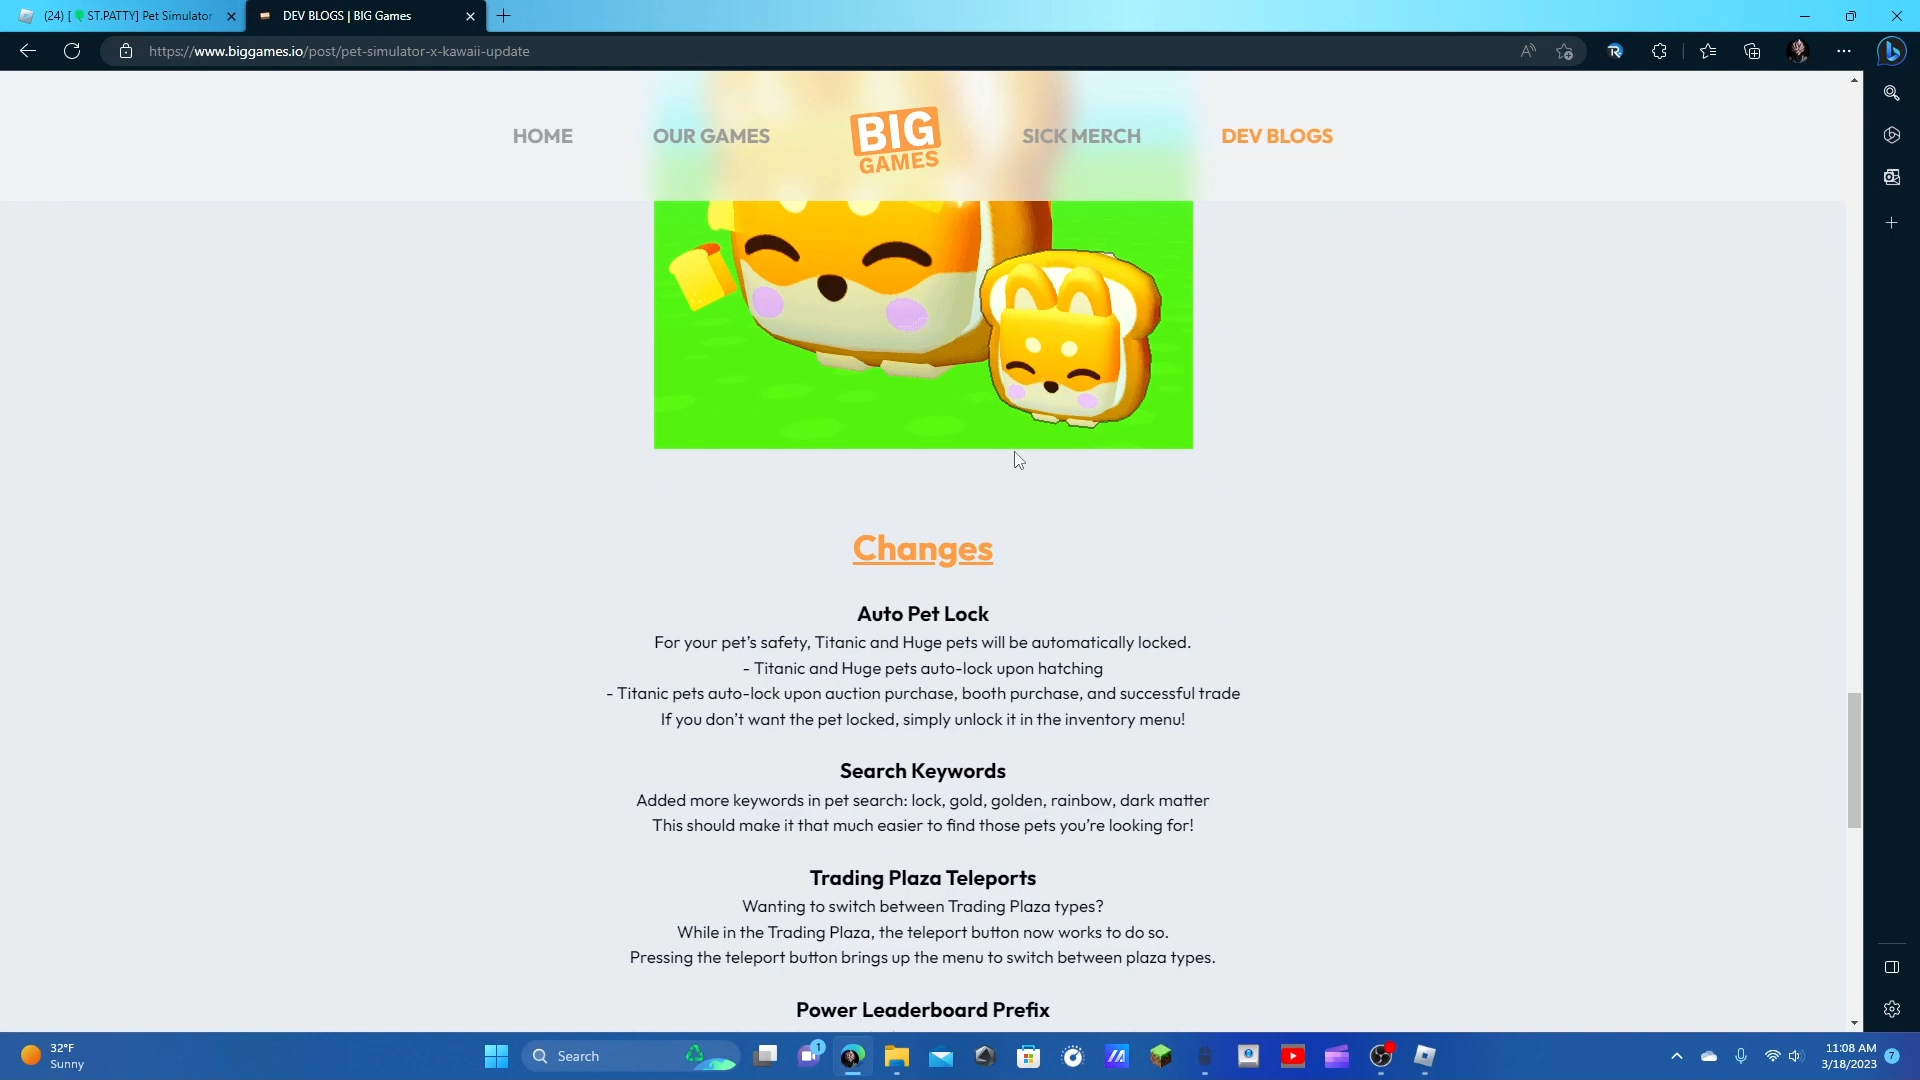 (24) [🍀ST.PATTY] Pet Simulator
DEV BLOGS | BIG Games
https://www.biggames.io/post/pet-simulator-x-kawaii-update
HOME
OUR GAMES
BIG
GAMES
SICK MERCH
DEV BLOGS
Changes
Auto Pet Lock
For your pet's safety, Titanic and Huge pets will be automatically locked.
- Titanic and Huge pets auto-lock upon hatching
- Titanic pets auto-lock upon auction purchase, booth purchase, and successful trade
If you don't want the pet locked, simply unlock it in the inventory menu!
Search Keywords
Added more keywords in pet search: lock, gold, golden, rainbow, dark matter
This should make it that much easier to find those pets you're looking for!
Trading Plaza Teleports
Wanting to switch between Trading Plaza types?
While in the Trading Plaza, the teleport button now works to do so.
Pressing the teleport button brings up the menu to switch between plaza types.
Power Leaderboard Prefix
32°F
Sunny
Search
1
11:08 AM
3/18/2023
7